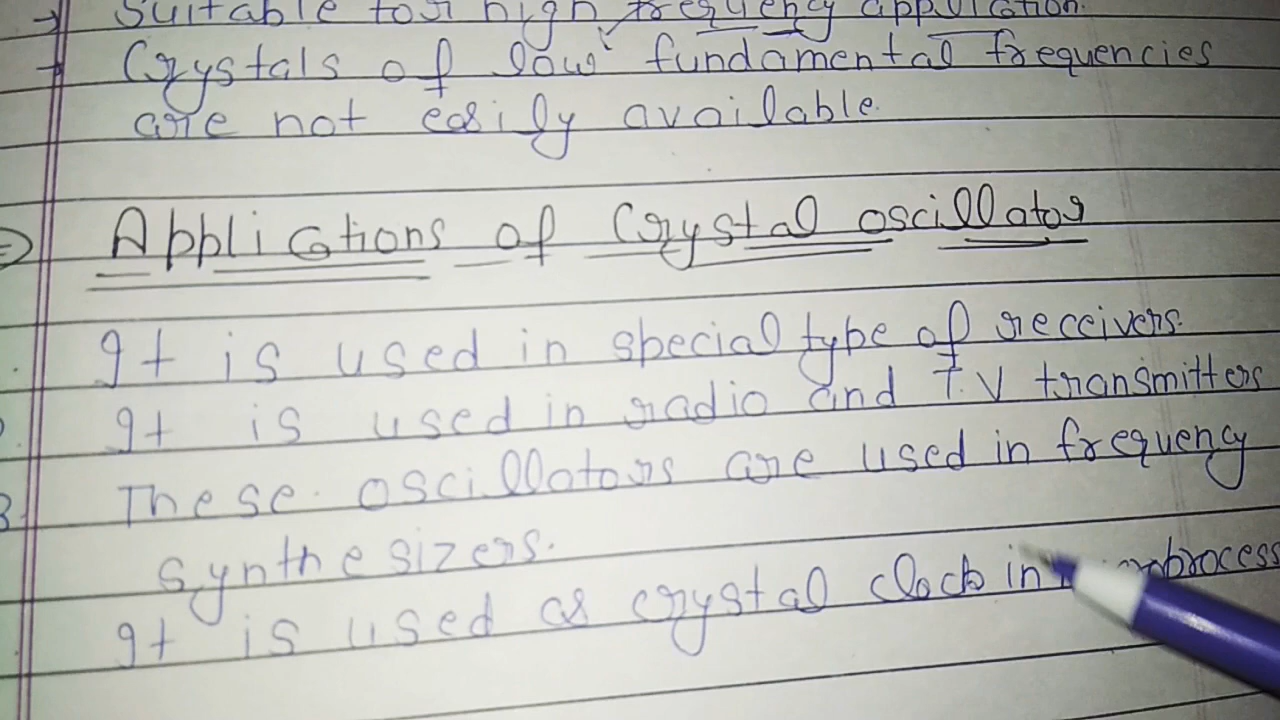 → Suitable for high frequency application.
→ Crystals of low fundamental frequencies
are not easily available.
⇒ Applications of Crystal oscillator
It is used in special type of receivers.
It is used in radio and T.V transmitters
3 These oscillators are used in frequency
synthesizers.
It is used as crystal clock in